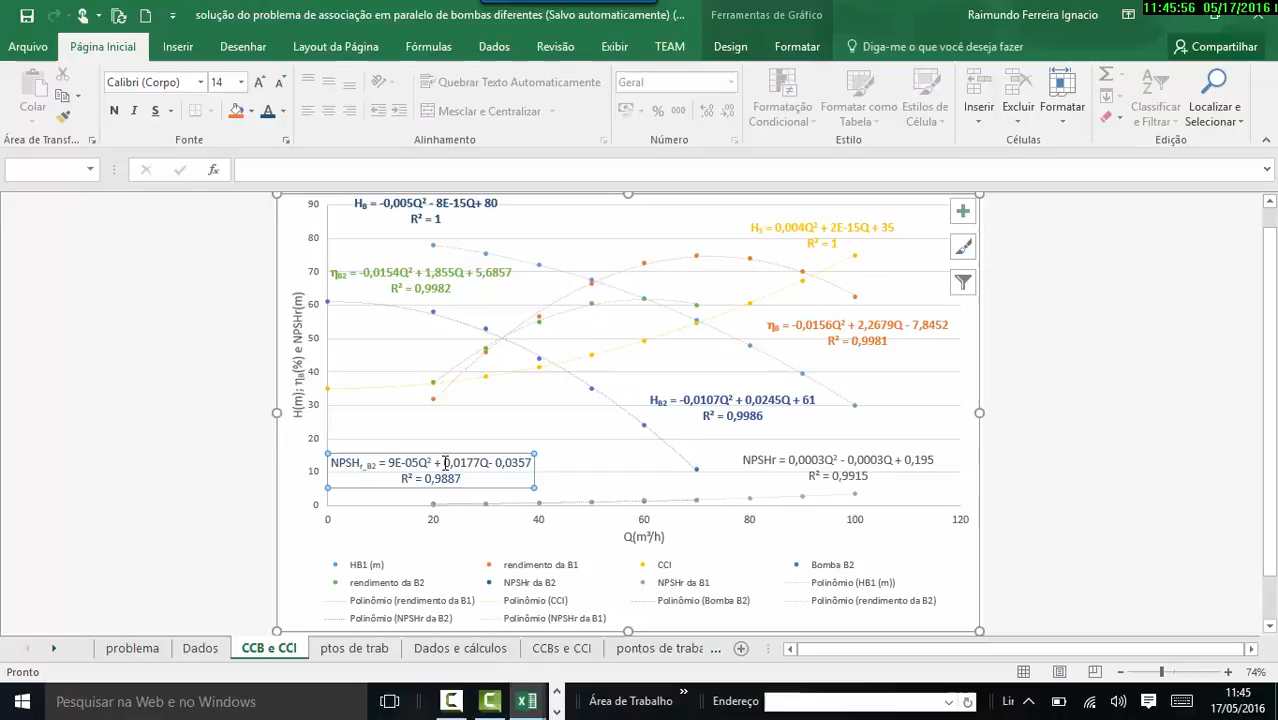 solução do problema de associação em paralelo de bombas diferentes (Salvo automaticamente) (...
Ferramentas de Gráfico
Raimundo Ferreira Ignacio
11:45:56 05/17/2016
Arquivo Página Inicial Inserir Desenhar Layout da Página Fórmulas Dados Revisão Exibir TEAM Design Formatar Diga-me o que você deseja fazer Compartilhar
Colar
Calibri (Corpo) 14
N I S
Quebrar Texto Automaticamente
Mesclar e Centralizar
Geral
% 000
Formatação Condicional
Formatar como Tabela
Estilos de Célula
Inserir Excluir Formatar
Classificar e Filtrar
Localizar e Selecionar
Área de Transf... Fonte Alinhamento Número Estilo Células Edição
fx
H(m); ηB(%) e NPSHr(m)
90
80
70
60
50
40
30
20
10
0
HB = -0,005Q² - 8E-15Q+ 80
R² = 1
HS = 0,004Q² + 2E-15Q + 35
R² = 1
ηB2 = -0,0154Q² + 1,855Q + 5,6857
R² = 0,9982
ηB = -0,0156Q² + 2,2679Q - 7,8452
R² = 0,9981
HB2 = -0,0107Q² + 0,0245Q + 61
R² = 0,9986
NPSHr_B2 = 9E-05Q² + 0,0177Q- 0,0357
R² = 0,9887
NPSHr = 0,0003Q² - 0,0003Q + 0,195
R² = 0,9915
0 20 40 60 80 100 120
Q(m³/h)
HB1 (m) rendimento da B1 CCI Bomba B2
rendimento da B2 NPSHr da B2 NPSHr da B1 Polinômio (HB1 (m))
Polinômio (rendimento da B1) Polinômio (CCI) Polinômio (Bomba B2) Polinômio (rendimento da B2)
Polinômio (NPSHr da B2) Polinômio (NPSHr da B1)
... problema Dados CCB e CCI ptos de trab Dados e cálculos CCBs e CCI pontos de traba ...
Pronto
74%
Pesquisar na Web e no Windows
Área de Trabalho
Endereço
11:45
17/05/2016